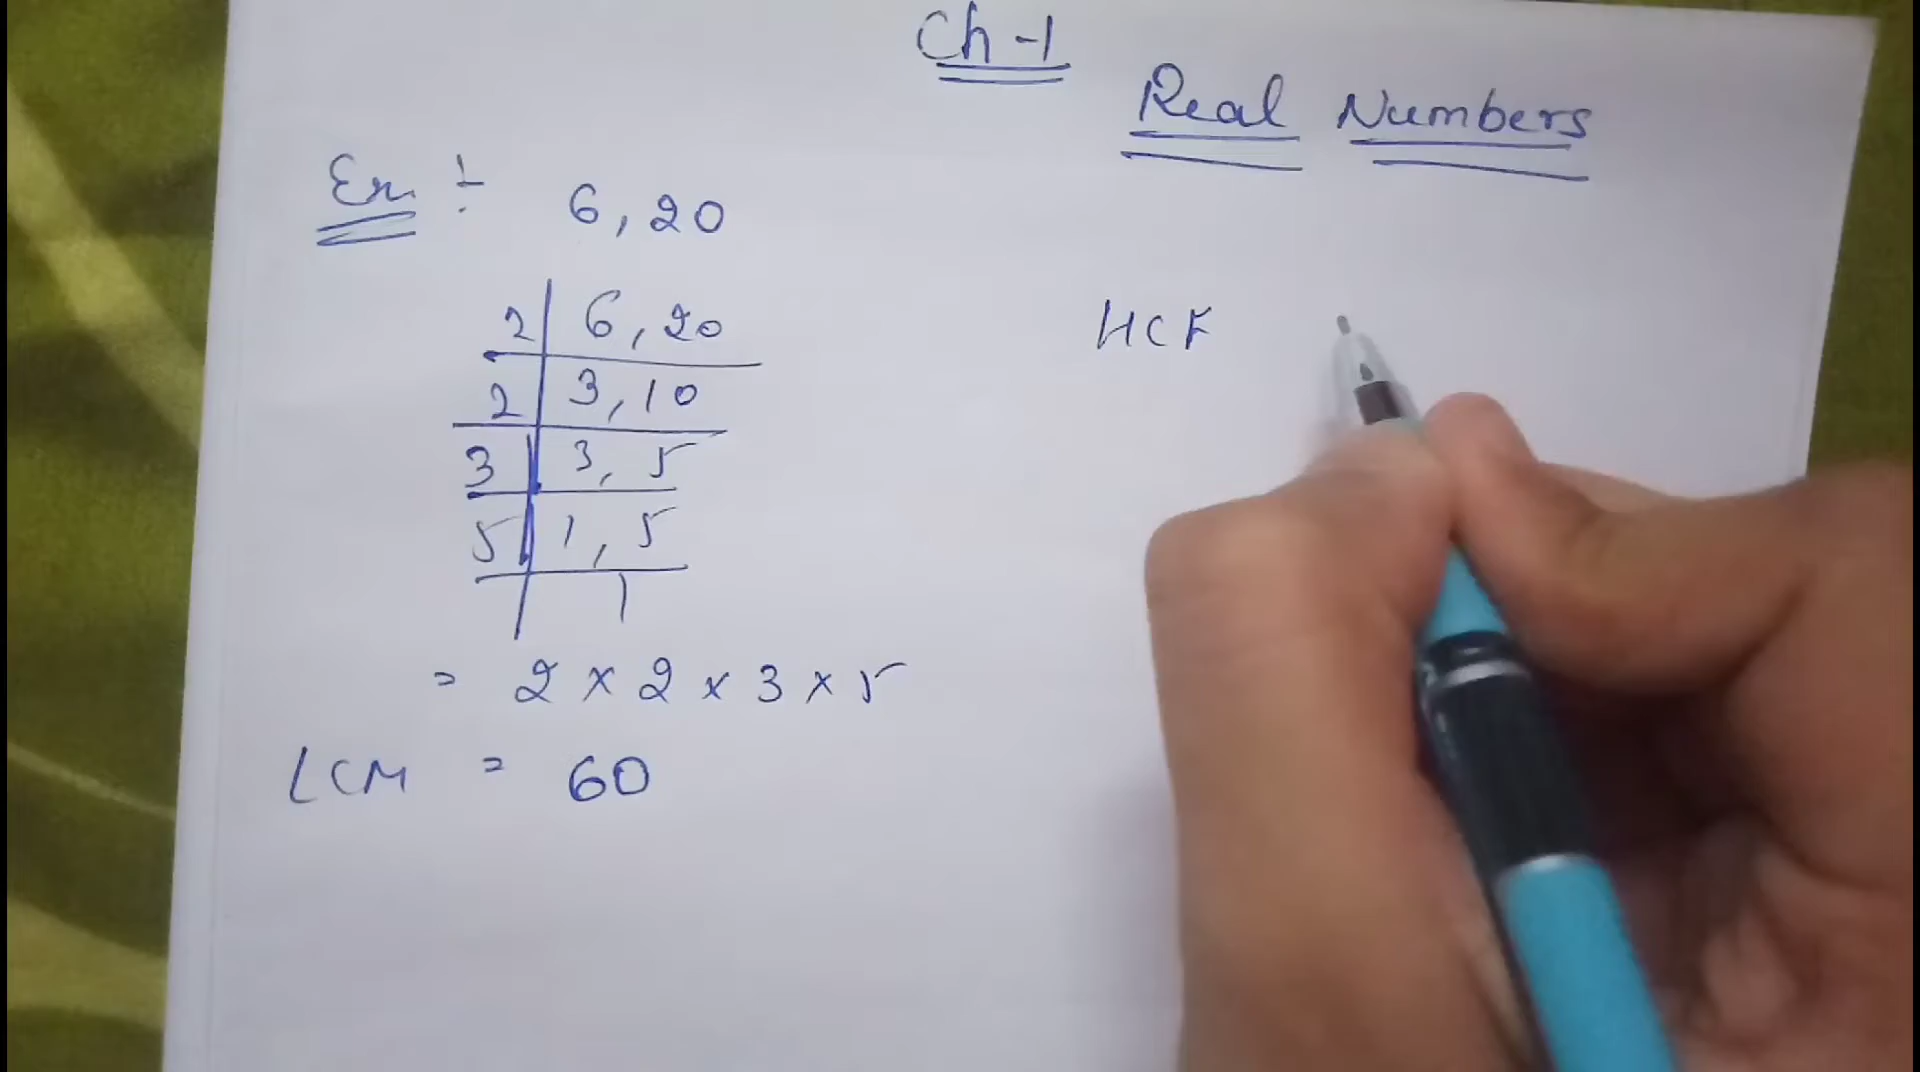 Ch-1
Real Numbers
Ex :- 6, 20
2 | 6, 20
2 | 3, 10
3 | 3, 5
5 | 1, 5
1
= 2 × 2 × 3 × 5
LCM = 60
HCF